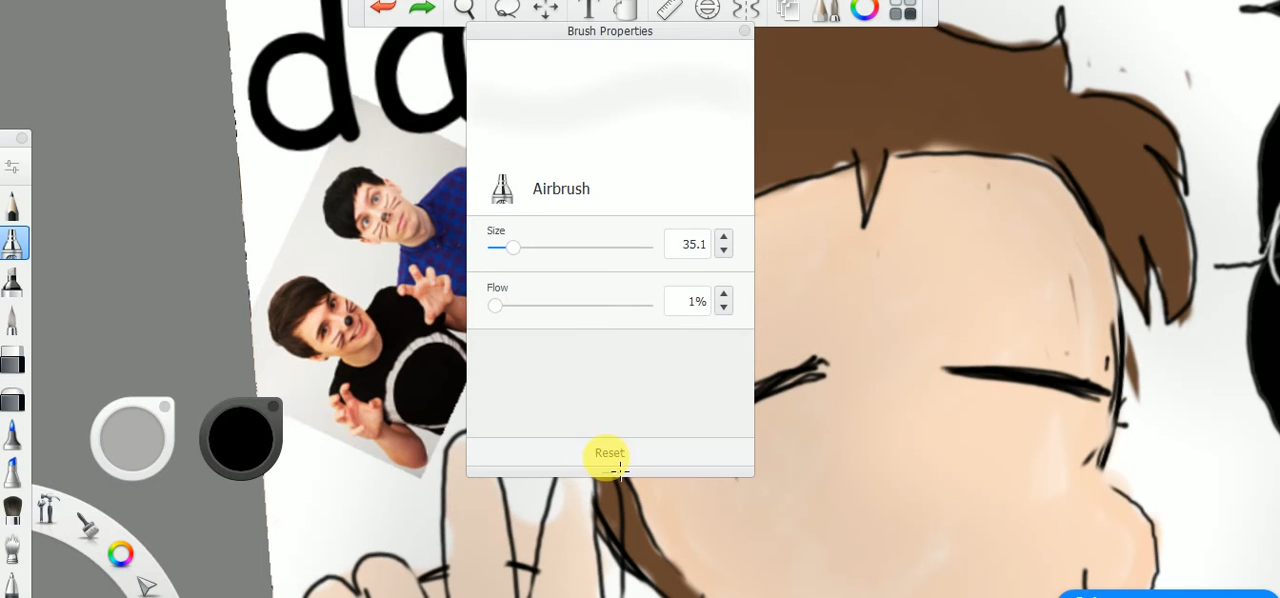 da
Brush Properties
Airbrush
Size
35.1
Flow
1%
Reset